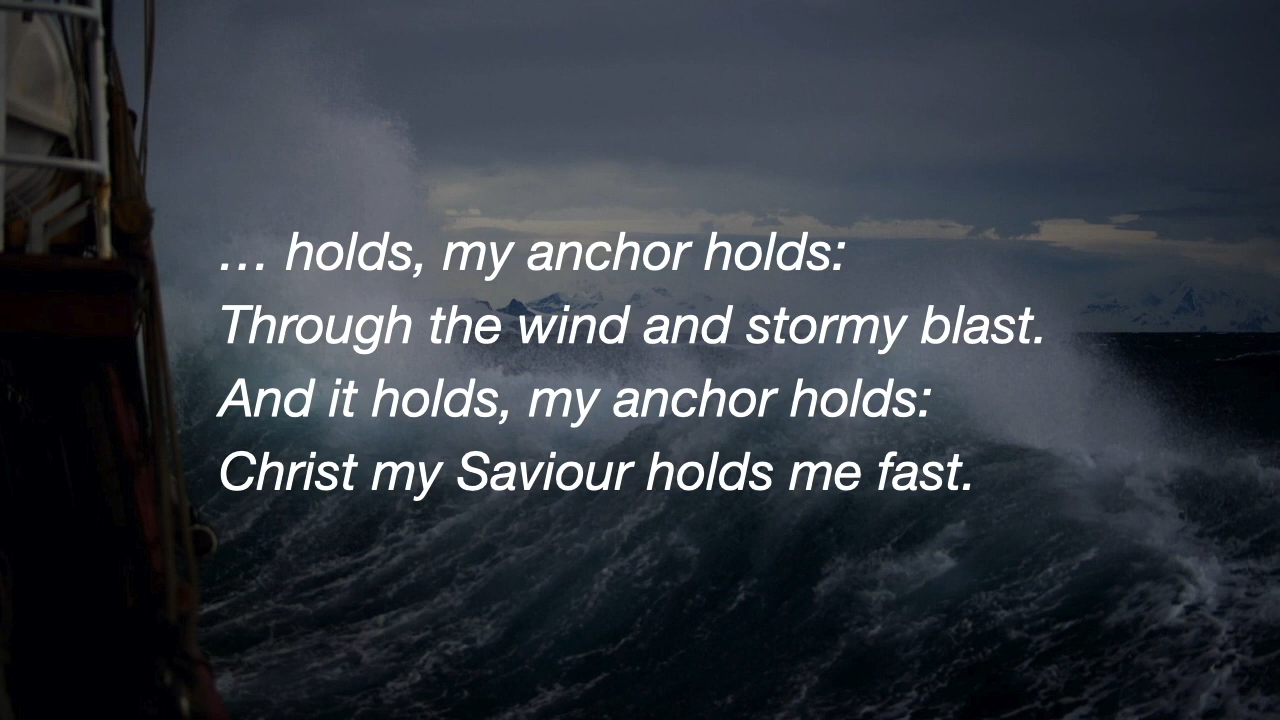 … holds, my anchor holds:
Through the wind and stormy blast.
And it holds, my anchor holds:
Christ my Saviour holds me fast.